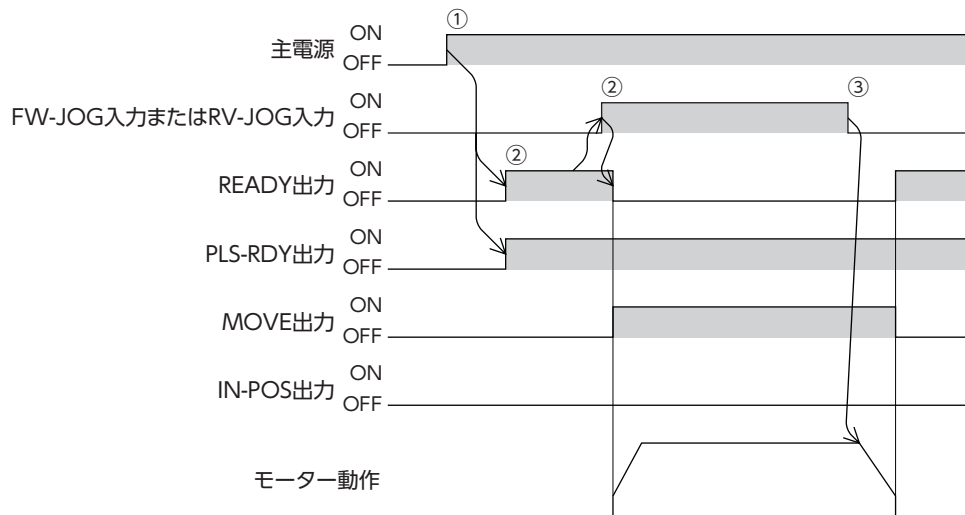 ①
主電源 ON
OFF
②
③
FW-JOG入力またはRV-JOG入力 ON
OFF
②
READY出力 ON
OFF
PLS-RDY出力 ON
OFF
MOVE出力 ON
OFF
IN-POS出力 ON
OFF
モーター動作